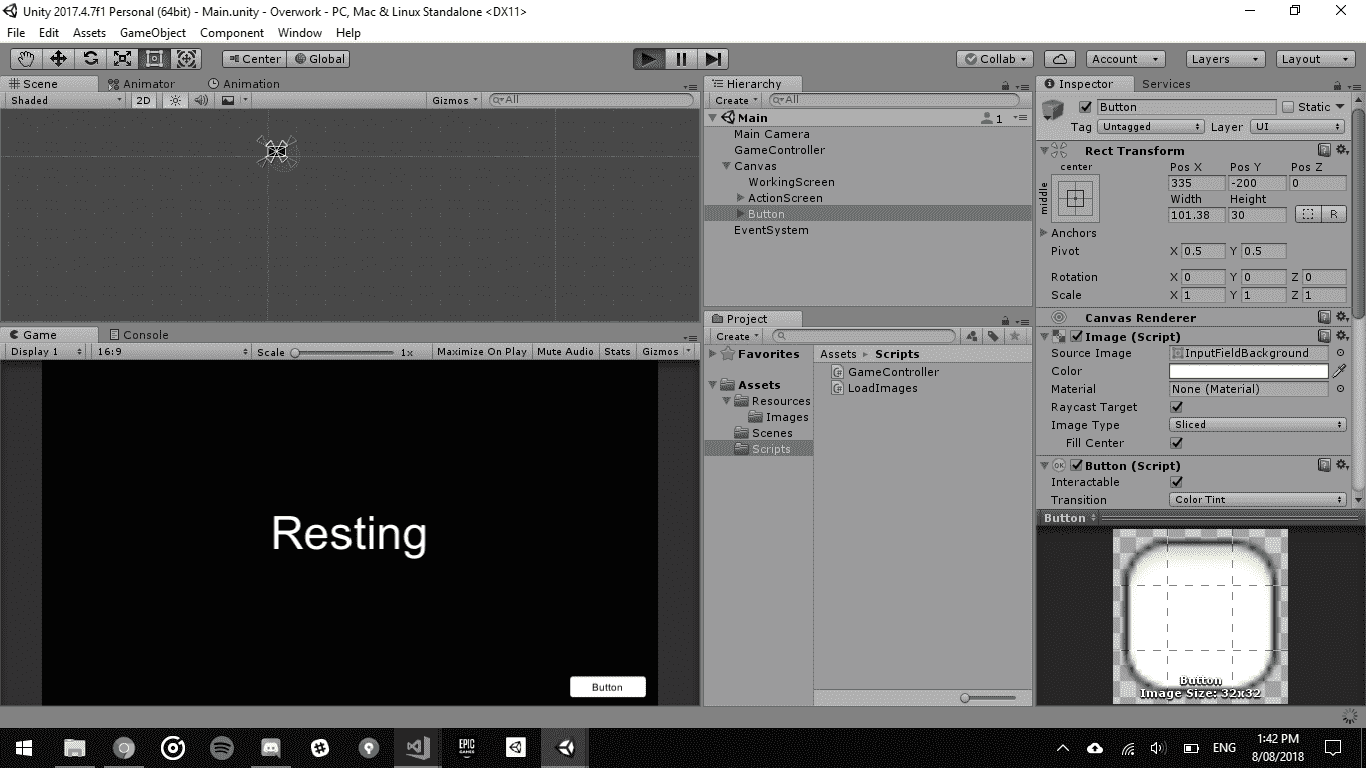 Unity 2017.4.7f1 Personal (64bit) - Main.unity - Overwork - PC, Mac & Linux Standalone <DX11>
File Edit Assets GameObject Component Window Help
Center Global Collab Account Layers Layout
Scene Animator Animation
Shaded 2D Gizmos All
Hierarchy
Create All
Main 1
Main Camera
GameController
Canvas
WorkingScreen
ActionScreen
Button
EventSystem
Game Console
Display 1 16:9 Scale 1x Maximize On Play Mute Audio Stats Gizmos
Resting
Button
Project
Create
Favorites
Assets
Resources
Images
Scenes
Scripts
Assets Scripts
GameController
LoadImages
Inspector Services
Button Static
Tag Untagged Layer UI
Rect Transform
center
middle
Pos X Pos Y Pos Z
335 -200 0
Width Height
101.38 30 R
Anchors
Pivot X 0.5 Y 0.5
Rotation X 0 Y 0 Z 0
Scale X 1 Y 1 Z 1
Canvas Renderer
Image (Script)
Source Image InputFieldBackground
Color
Material None (Material)
Raycast Target
Image Type Sliced
Fill Center
OK Button (Script)
Interactable
Transition Color Tint
Button
Button
Image Size: 32x32
EPIC GAMES
ENG
1:42 PM
8/08/2018